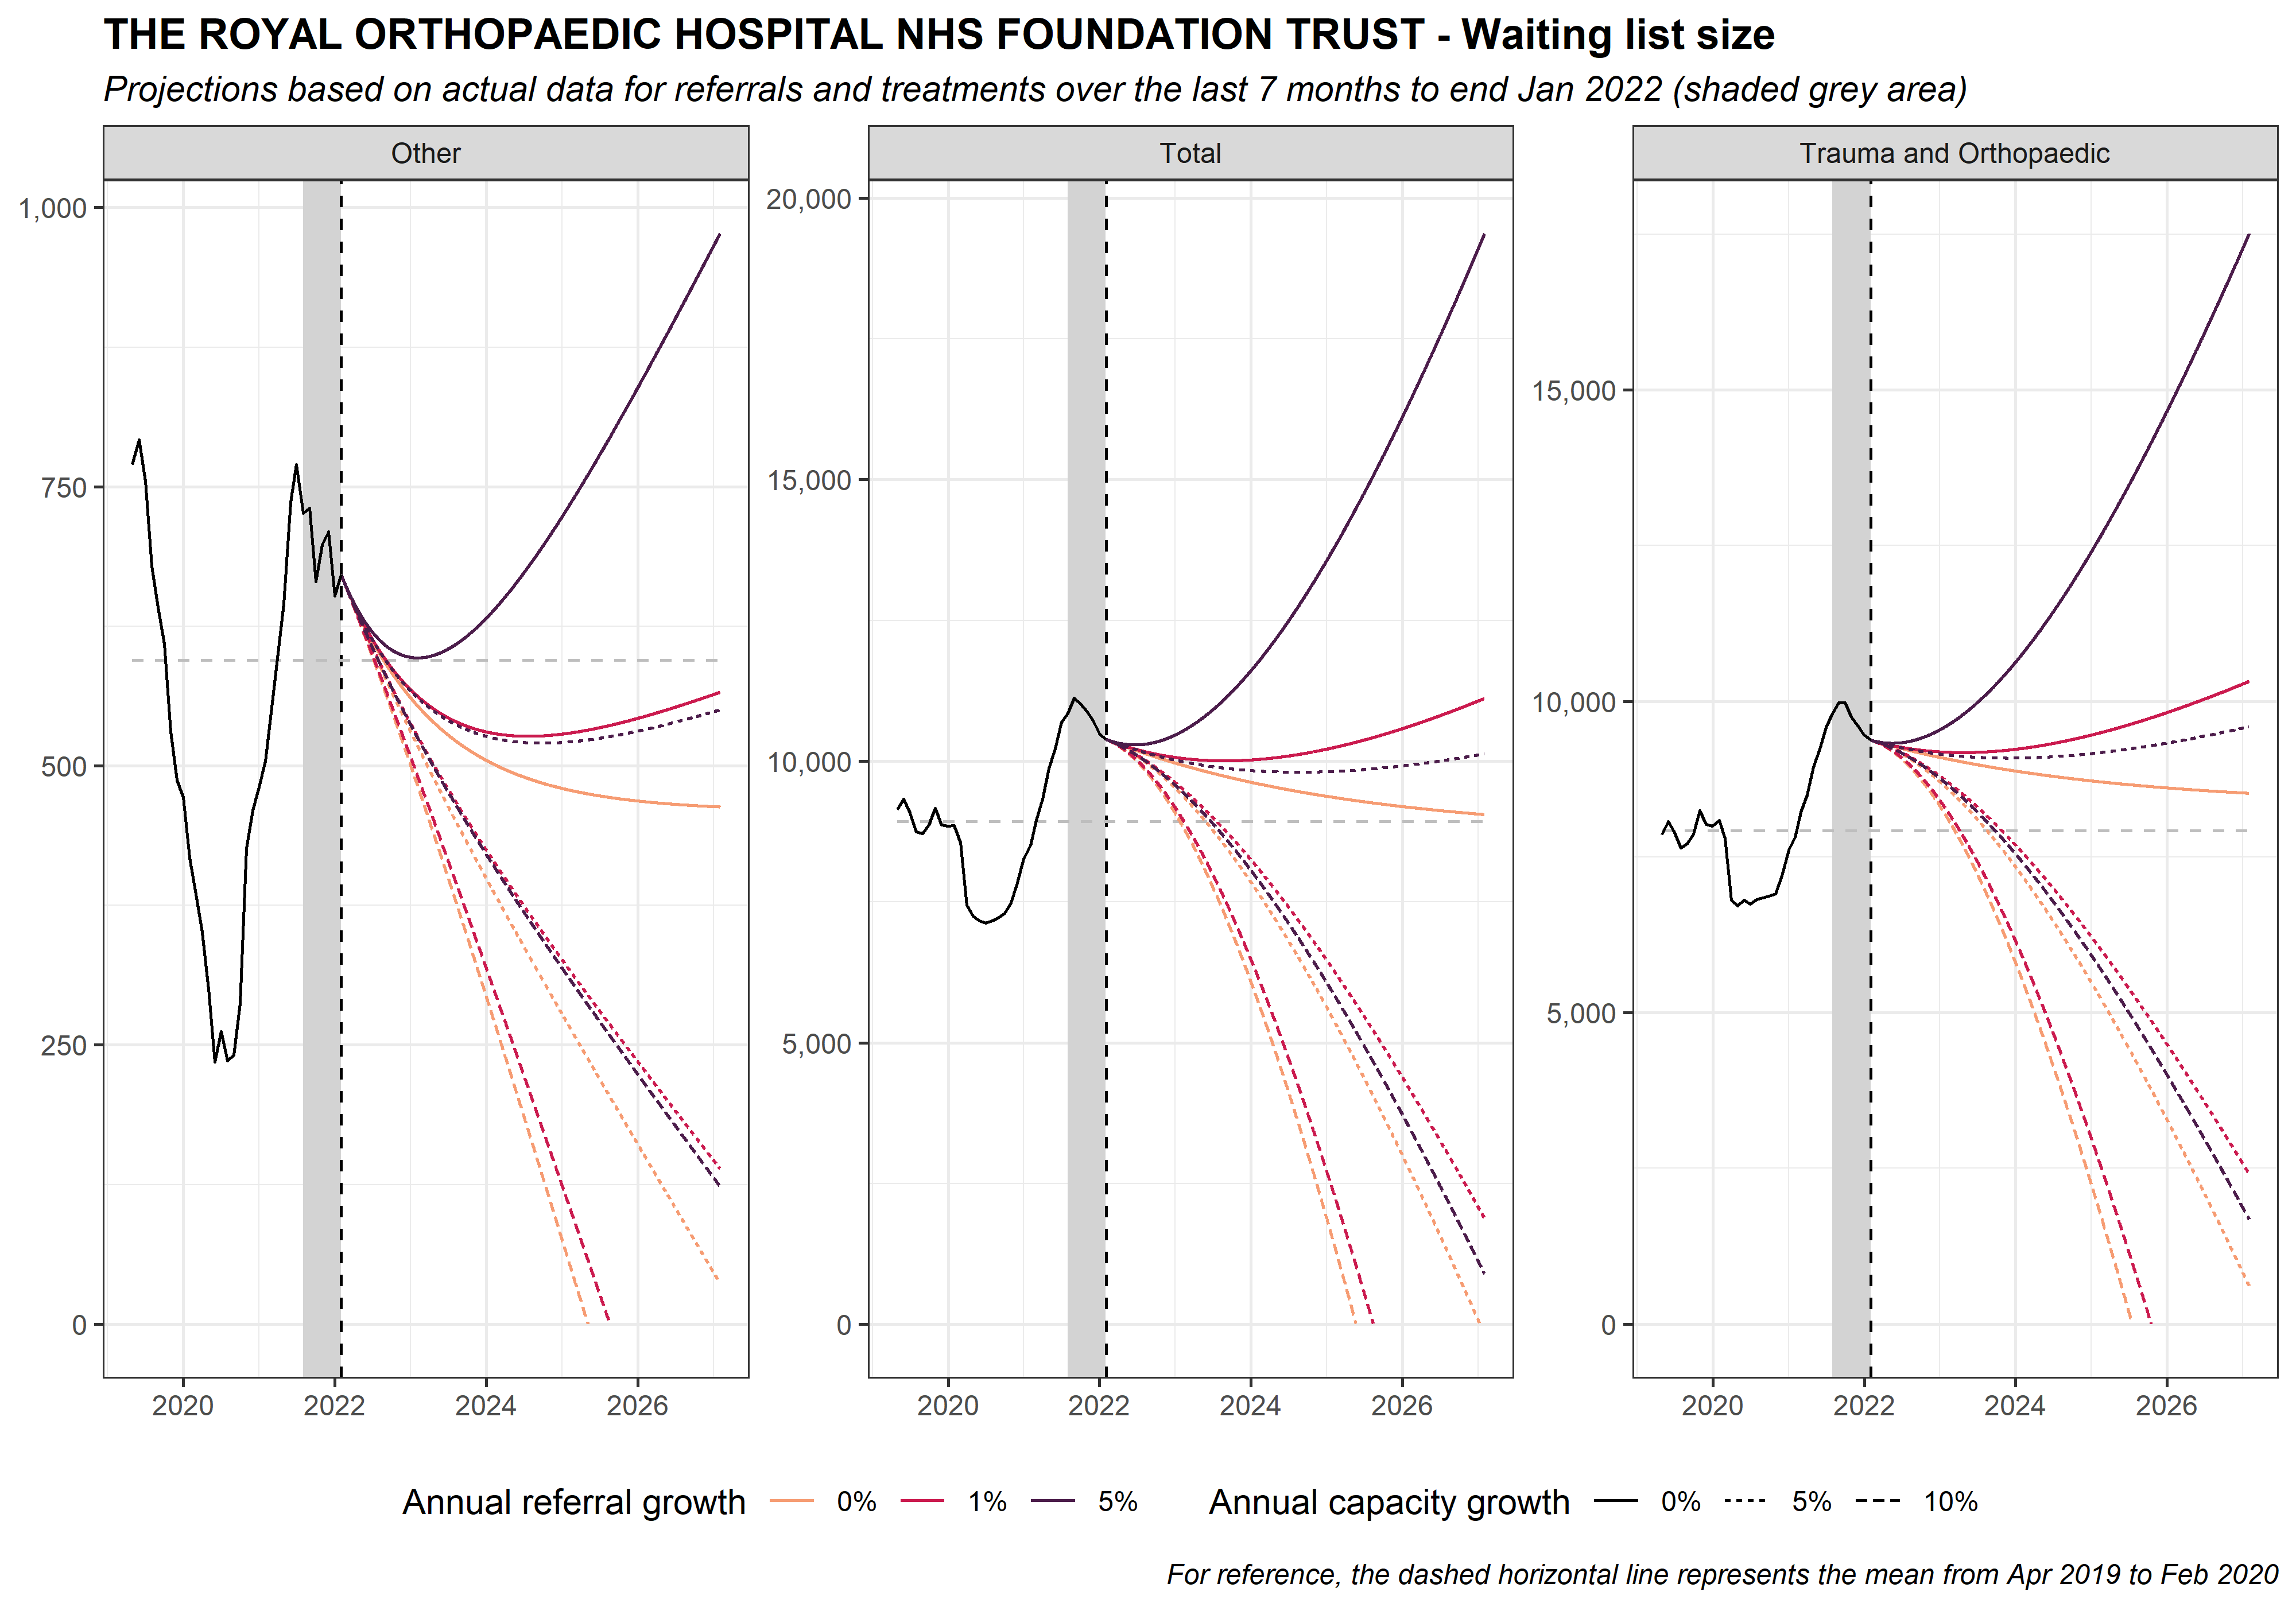 THE ROYAL ORTHOPAEDIC HOSPITAL NHS FOUNDATION TRUST - Waiting list size
Projections based on actual data for referrals and treatments over the last 7 months to end Jan 2022 (shaded grey area)
Other
1,000
750
500
250
0
2020 2022 2024 2026
Total
20,000
15,000
10,000
5,000
0
2020 2022 2024 2026
Trauma and Orthopaedic
15,000
10,000
5,000
0
2020 2022 2024 2026
Annual referral growth 0% 1% 5% Annual capacity growth 0% 5% 10%
For reference, the dashed horizontal line represents the mean from Apr 2019 to Feb 2020